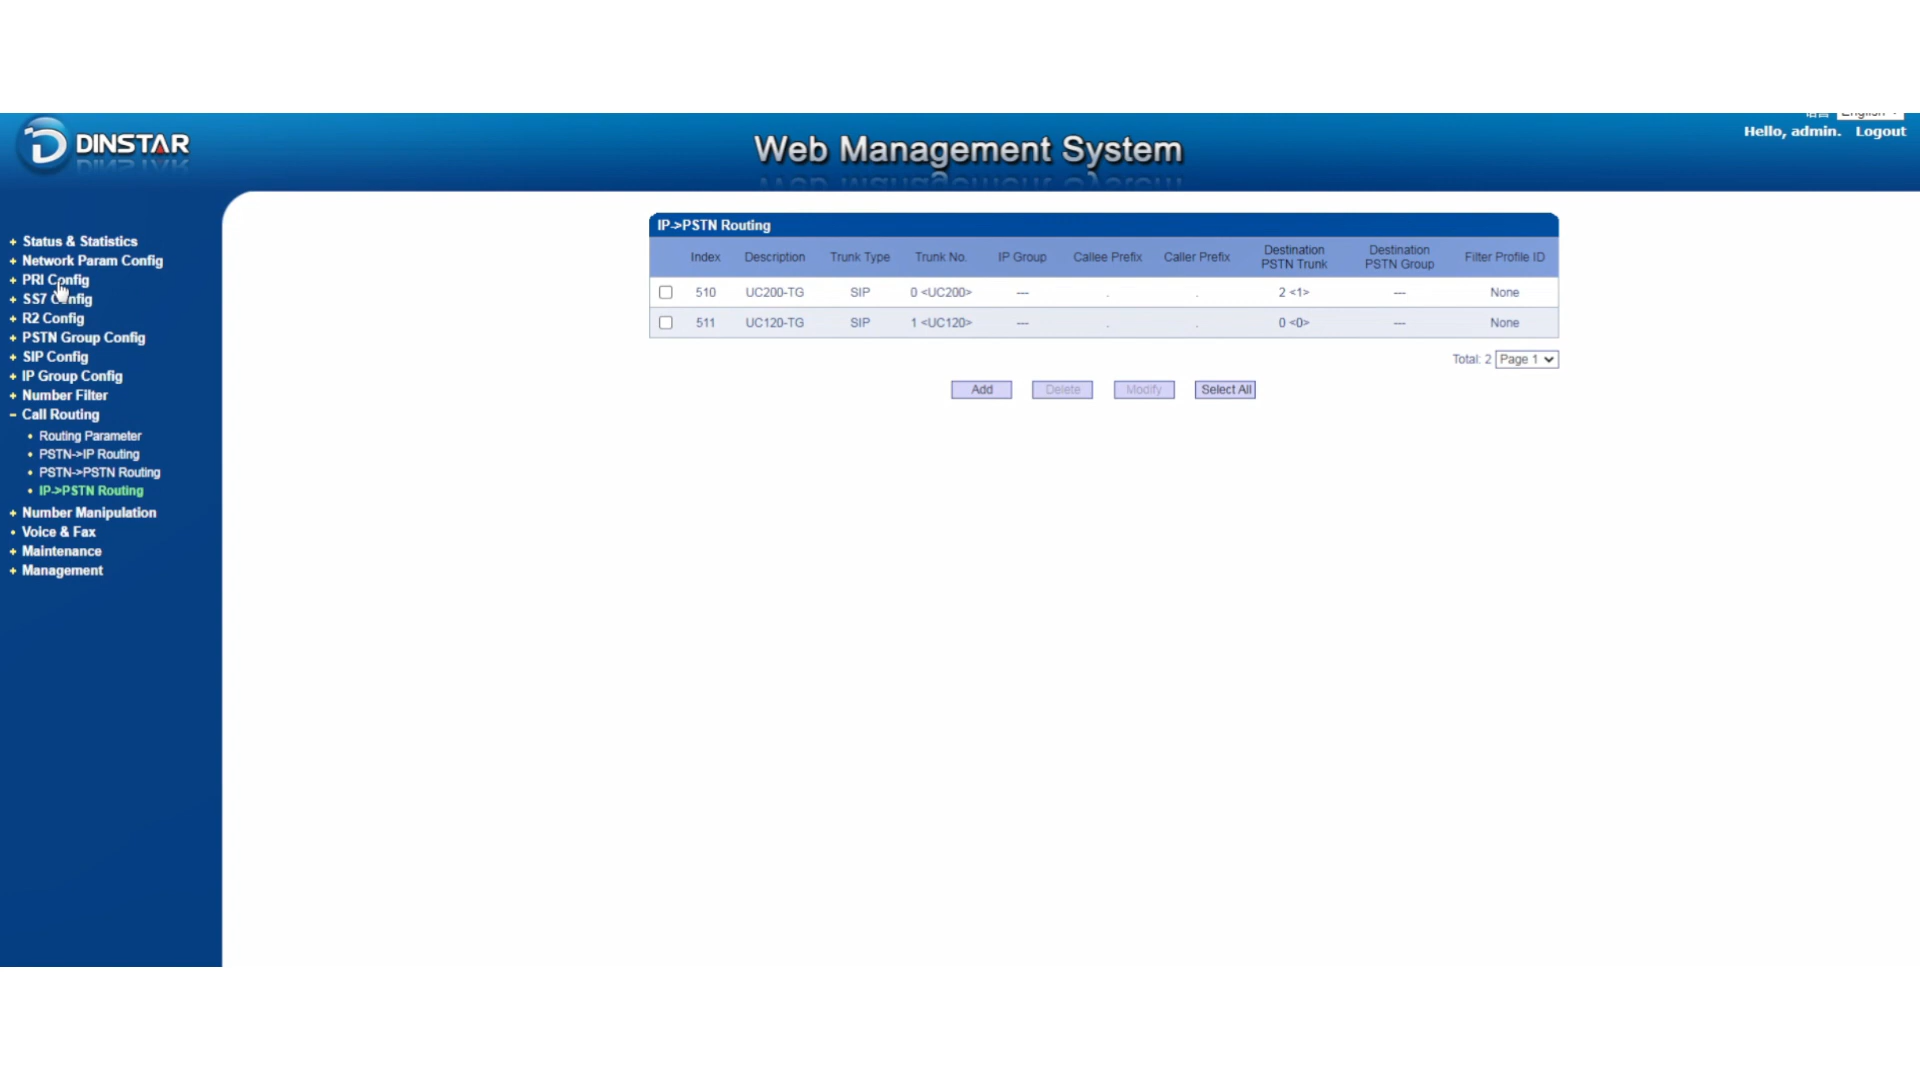 语言 English
Hello, admin. Logout
DINSTAR
Web Management System
+ Status & Statistics
+ Network Param Config
+ PRI Config
+ SS7 Config
+ R2 Config
+ PSTN Group Config
+ SIP Config
+ IP Group Config
+ Number Filter
- Call Routing
• Routing Parameter
• PSTN->IP Routing
• PSTN->PSTN Routing
• IP->PSTN Routing
+ Number Manipulation
• Voice & Fax
+ Maintenance
+ Management
IP->PSTN Routing
Index Description Trunk Type Trunk No. IP Group Callee Prefix Caller Prefix Destination PSTN Trunk Destination PSTN Group Filter Profile ID
510 UC200-TG SIP 0 <UC200> --- . . 2 <1> --- None
511 UC120-TG SIP 1 <UC120> --- . . 0 <0> --- None
Total: 2 Page 1
Add Delete Modify Select All